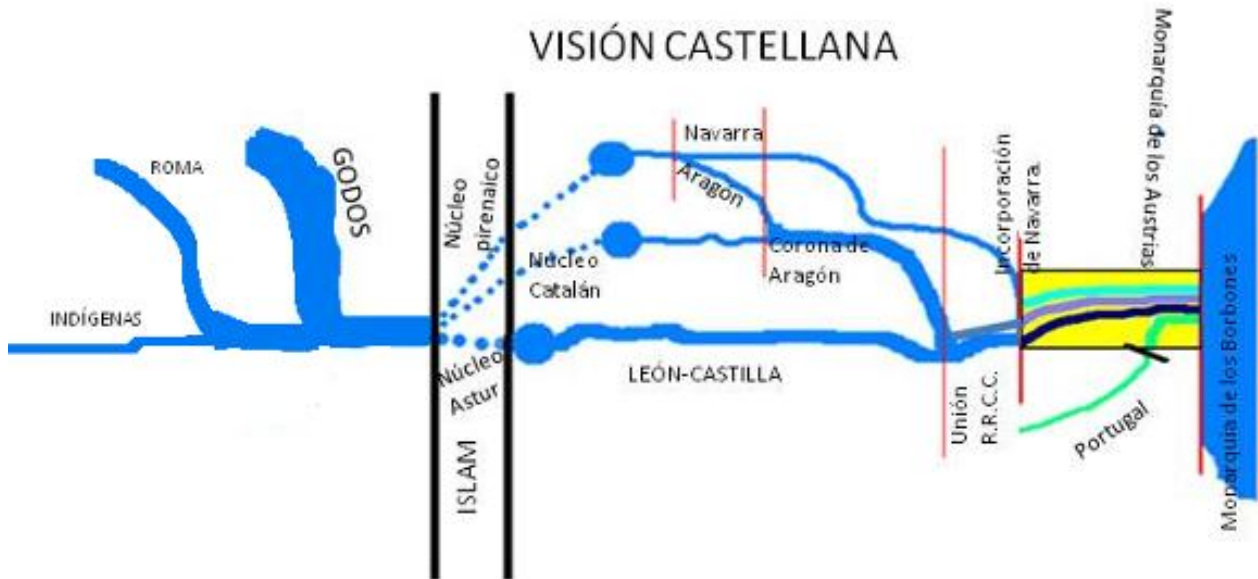 VISIÓN CASTELLANA
INDÍGENAS
ROMA
GODOS
Núcleo
pirenaico
Núcleo
Catalán
Núcleo
Astur
ISLAM
Navarra
Aragón
Corona de
Aragón
LEÓN-CASTILLA
Unión
R.R.C.C.
Incorporación
de Navarra.
Monarquía de los Austrias
Portugal
Monarquía de los Borbones